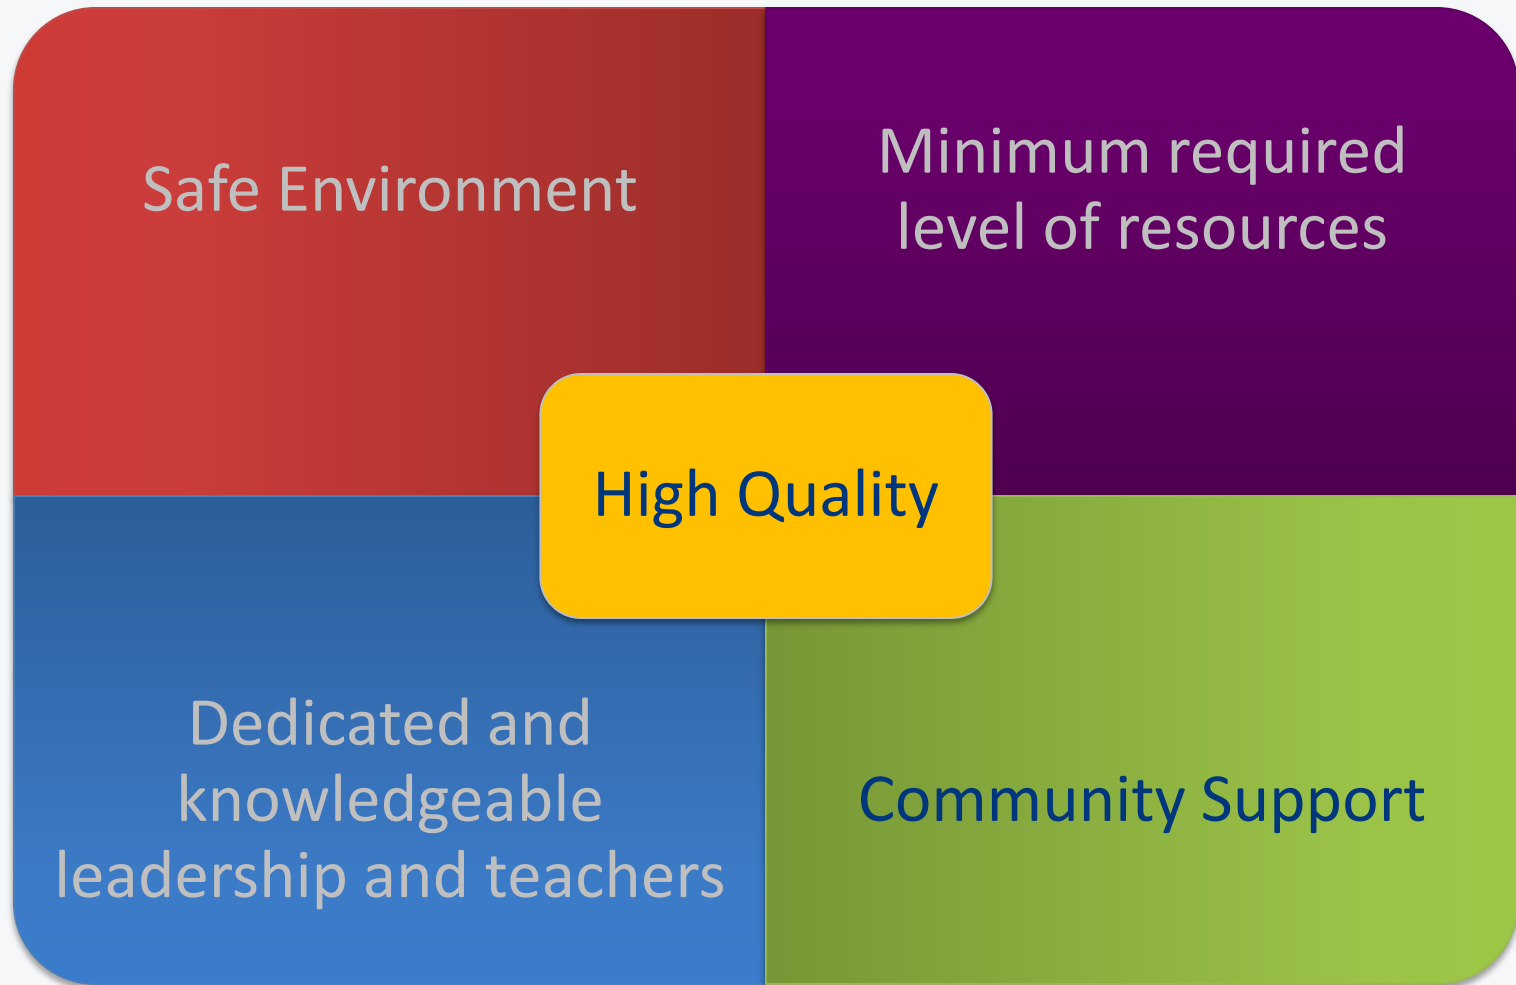 Safe Environment
Minimum required
level of resources
High Quality
Dedicated and
knowledgeable
leadership and teachers
Community Support